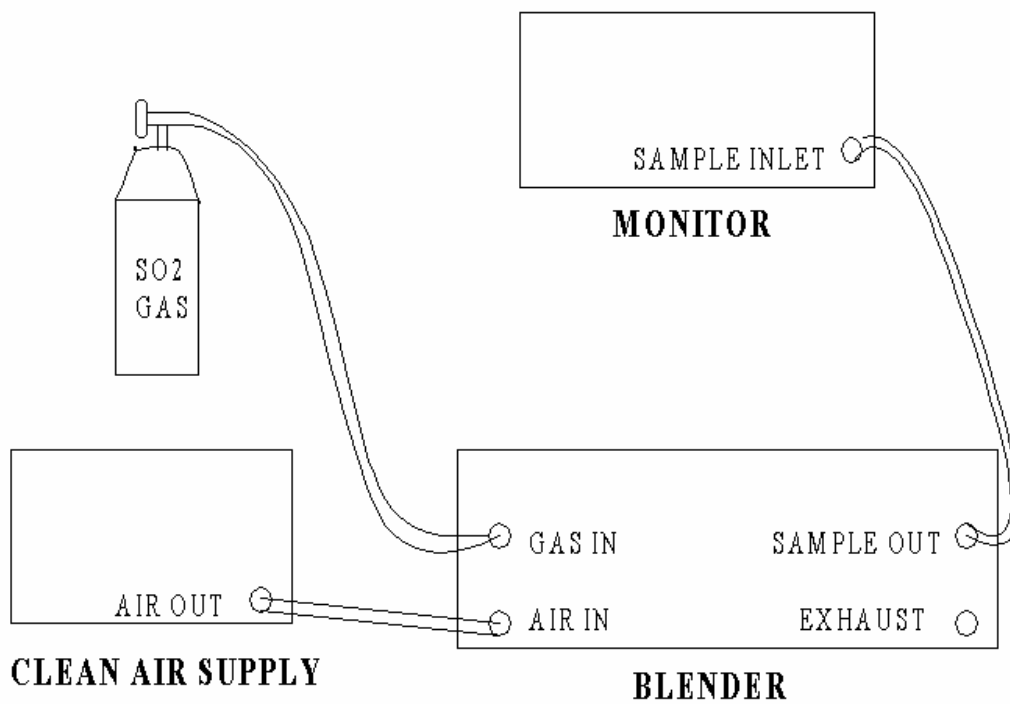 SAMPLE INLET
MONITOR
SO2
GAS
GAS IN
SAMPLE OUT
AIR OUT
AIR IN
EXHAUST
CLEAN AIR SUPPLY
BLENDER